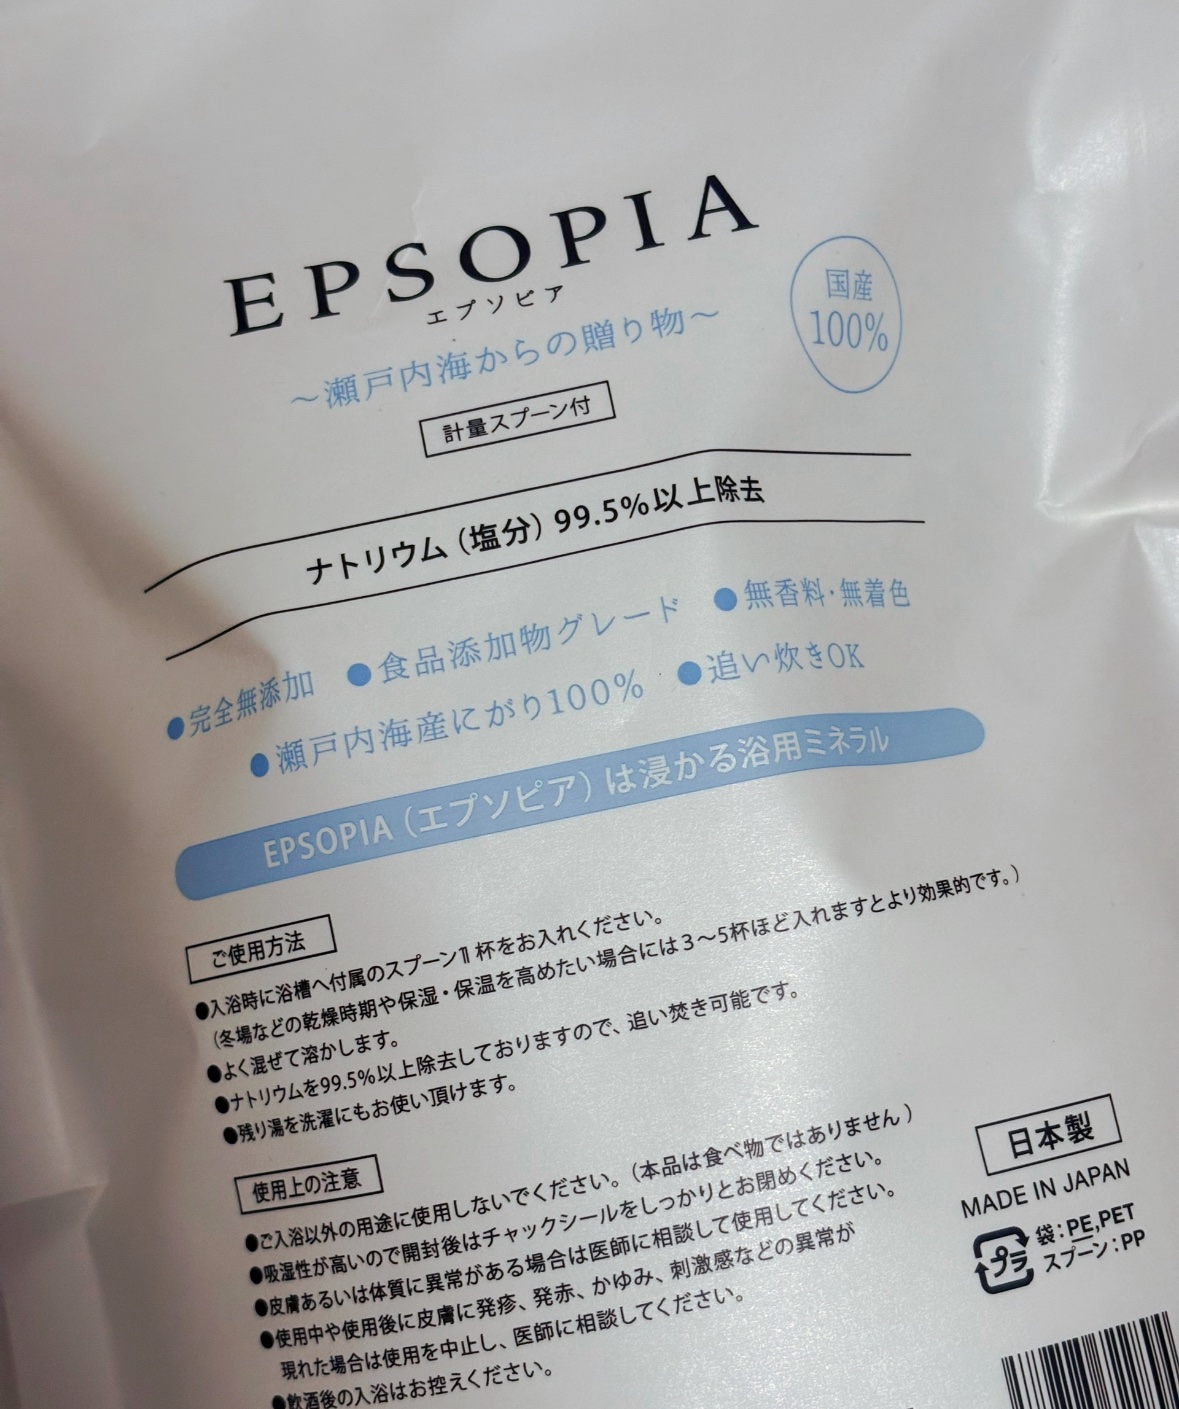 EPSOPIA
エプソピア
～瀬戸内海からの贈り物～
国産
100%
計量スプーン付
ナトリウム（塩分）99.5%以上除去
●完全無添加 ●食品添加物グレード ●無香料・無着色
●瀬戸内海産にがり100% ●追い炊きOK
EPSOPIA（エプソピア）は浸かる浴用ミネラル
ご使用方法
●入浴時に浴槽へ付属のスプーン1杯をお入れください。
（冬場などの乾燥時期や保湿・保温を高めたい場合には3～5杯ほど入れますとより効果的です。）
●よく混ぜて溶かします。
●ナトリウムを99.5%以上除去しておりますので、追い焚き可能です。
●残り湯を洗濯にもお使い頂けます。
使用上の注意
●ご入浴以外の用途に使用しないでください。（本品は食べ物ではありません）
●吸湿性が高いので開封後はチャックシールをしっかりとお閉めください。
●皮膚あるいは体質に異常がある場合は医師に相談して使用してください。
●使用中や使用後に皮膚に発疹、発赤、かゆみ、刺激感などの異常が
現れた場合は使用を中止し、医師に相談してください。
●飲酒後の入浴はお控えください。
日本製
MADE IN JAPAN
プラ
袋：PE,PET
スプーン：PP